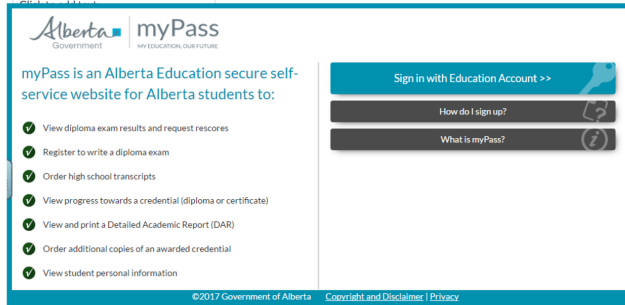 Alberta
Government
myPass
MY EDUCATION, OUR FUTURE
myPass is an Alberta Education secure self-
service website for Alberta students to:
View diploma exam results and request rescores
Register to write a diploma exam
Order high school transcripts
View progress towards a credential (diploma or certificate)
View and print a Detailed Academic Report (DAR)
Order additional copies of an awarded credential
View student personal information
Sign in with Education Account >>
How do I sign up?
What is myPass?
©2017 Government of Alberta Copyright and Disclaimer | Privacy